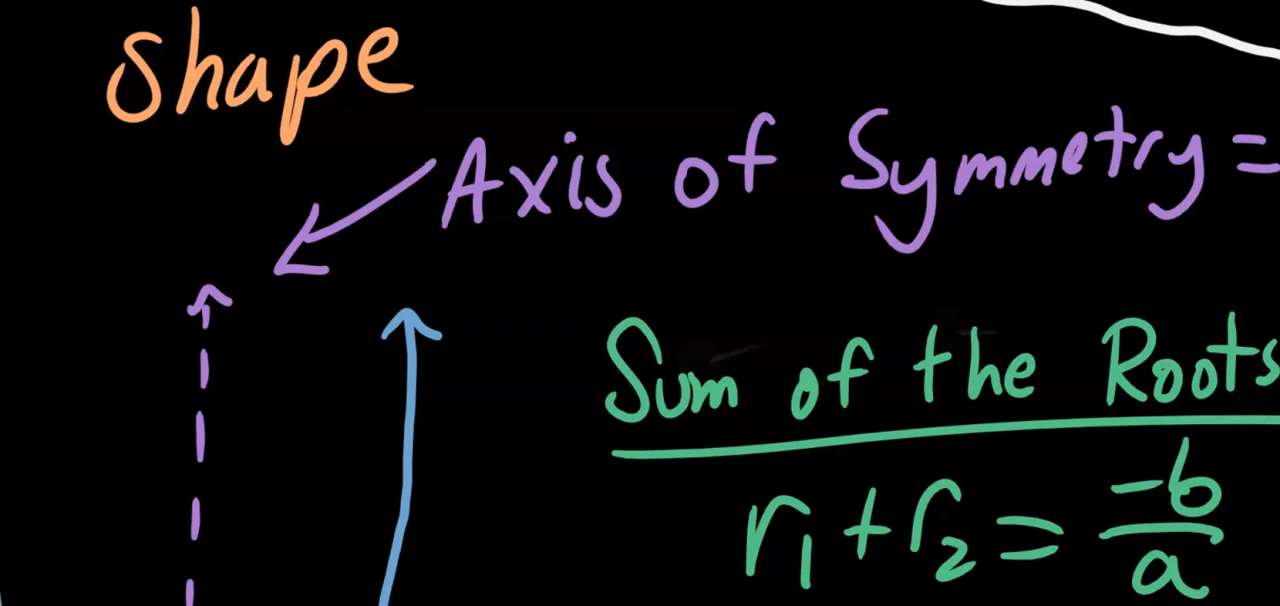 Shape
Axis of Symmetry =
Sum of the Roots
r₁ + r₂ = -b/a